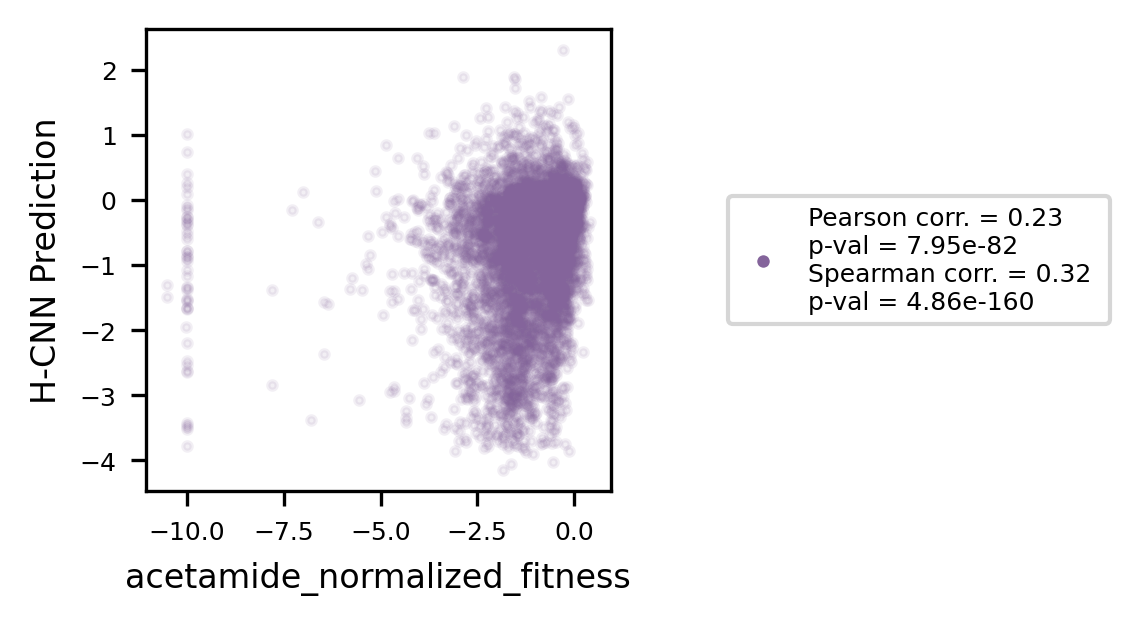 2
1
0
−1
−2
−3
−4
H-CNN Prediction
−10.0
−7.5
−5.0
−2.5
0.0
acetamide_normalized_fitness
Pearson corr. = 0.23
p-val = 7.95e-82
Spearman corr. = 0.32
p-val = 4.86e-160